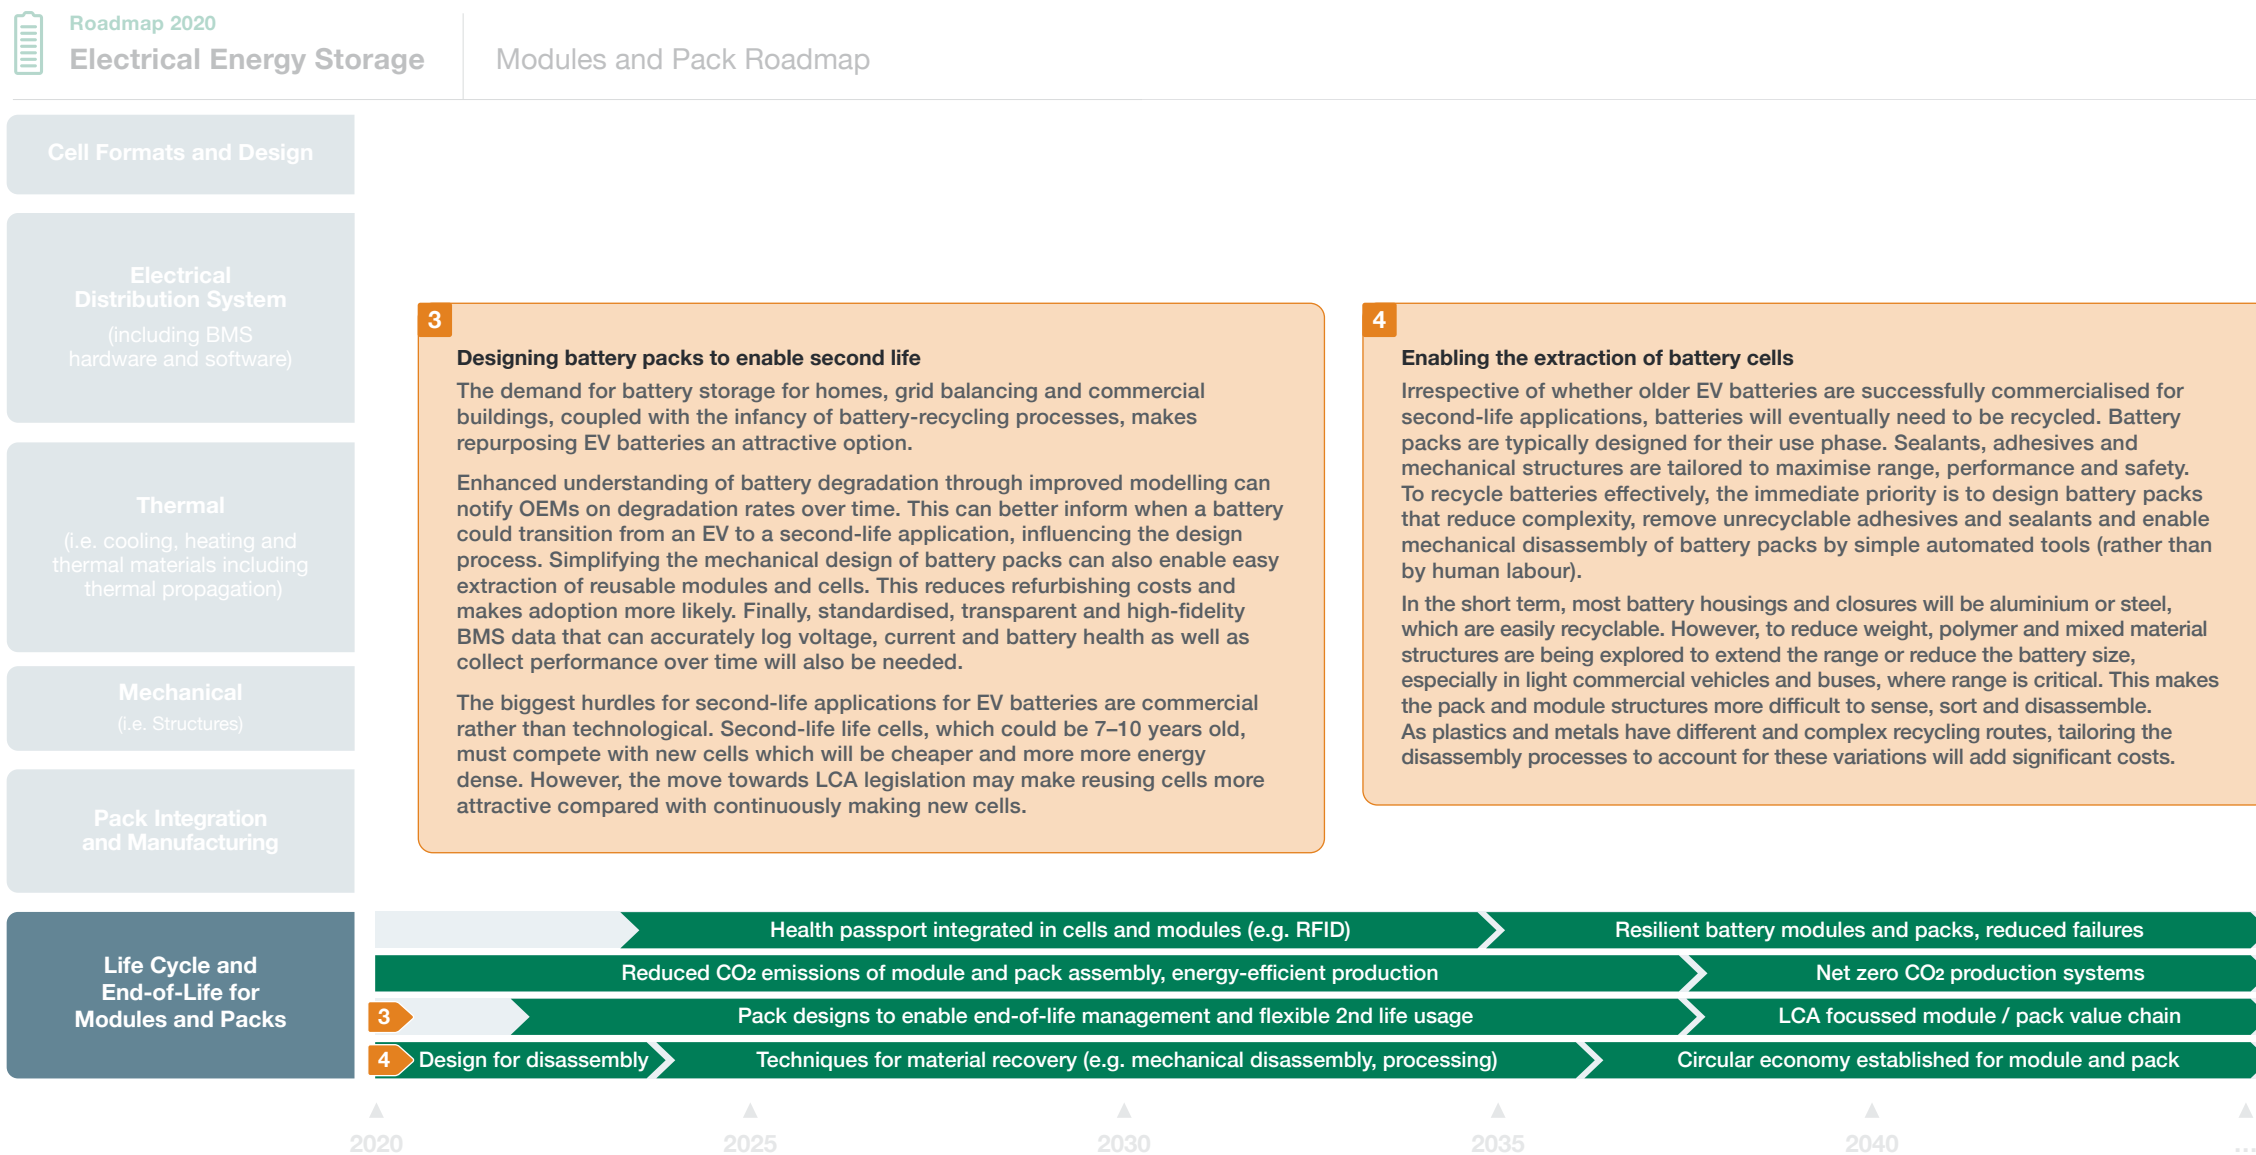 Roadmap 2020
Electrical Energy Storage
Modules and Pack Roadmap
Cell Formats and Design
Electrical
Distribution System
(including BMS
hardware and software)
Thermal
(i.e. cooling, heating and
thermal materials including
thermal propagation)
Mechanical
(i.e. Structures)
Pack Integration
and Manufacturing
3
Designing battery packs to enable second life
The demand for battery storage for homes, grid balancing and commercial
buildings, coupled with the infancy of battery-recycling processes, makes
repurposing EV batteries an attractive option.
Enhanced understanding of battery degradation through improved modelling can
notify OEMs on degradation rates over time. This can better inform when a battery
could transition from an EV to a second-life application, influencing the design
process. Simplifying the mechanical design of battery packs can also enable easy
extraction of reusable modules and cells. This reduces refurbishing costs and
makes adoption more likely. Finally, standardised, transparent and high-fidelity
BMS data that can accurately log voltage, current and battery health as well as
collect performance over time will also be needed.
The biggest hurdles for second-life applications for EV batteries are commercial
rather than technological. Second-life life cells, which could be 7–10 years old,
must compete with new cells which will be cheaper and more more energy
dense. However, the move towards LCA legislation may make reusing cells more
attractive compared with continuously making new cells.
4
Enabling the extraction of battery cells
Irrespective of whether older EV batteries are successfully commercialised for
second-life applications, batteries will eventually need to be recycled. Battery
packs are typically designed for their use phase. Sealants, adhesives and
mechanical structures are tailored to maximise range, performance and safety.
To recycle batteries effectively, the immediate priority is to design battery packs
that reduce complexity, remove unrecyclable adhesives and sealants and enable
mechanical disassembly of battery packs by simple automated tools (rather than
by human labour).
In the short term, most battery housings and closures will be aluminium or steel,
which are easily recyclable. However, to reduce weight, polymer and mixed material
structures are being explored to extend the range or reduce the battery size,
especially in light commercial vehicles and buses, where range is critical. This makes
the pack and module structures more difficult to sense, sort and disassemble.
As plastics and metals have different and complex recycling routes, tailoring the
disassembly processes to account for these variations will add significant costs.
Life Cycle and
End-of-Life for
Modules and Packs
Health passport integrated in cells and modules (e.g. RFID)
Resilient battery modules and packs, reduced failures
Reduced CO2 emissions of module and pack assembly, energy-efficient production
Net zero CO2 production systems
3
Pack designs to enable end-of-life management and flexible 2nd life usage
LCA focussed module / pack value chain
4
Design for disassembly
Techniques for material recovery (e.g. mechanical disassembly, processing)
Circular economy established for module and pack
2020
2025
2030
2035
2040
...